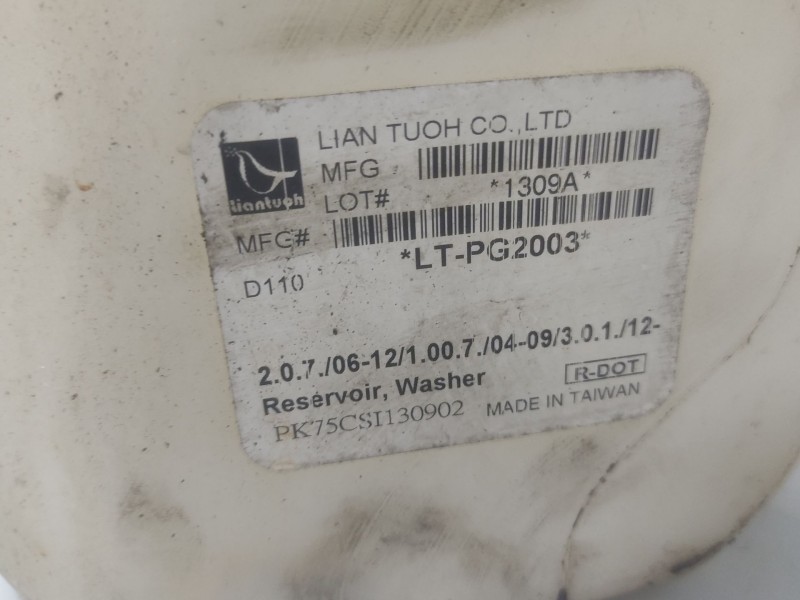 LIAN TUOH CO.,LTD
liantuoh
MFG
LOT#
*1309A*
MFG#
*LT-PG2003*
D110
2.0.7./06-12/1.00.7./04-09/3.0.1./12-
Reservoir, Washer
R-DOT
PK75CSI130902
MADE IN TAIWAN